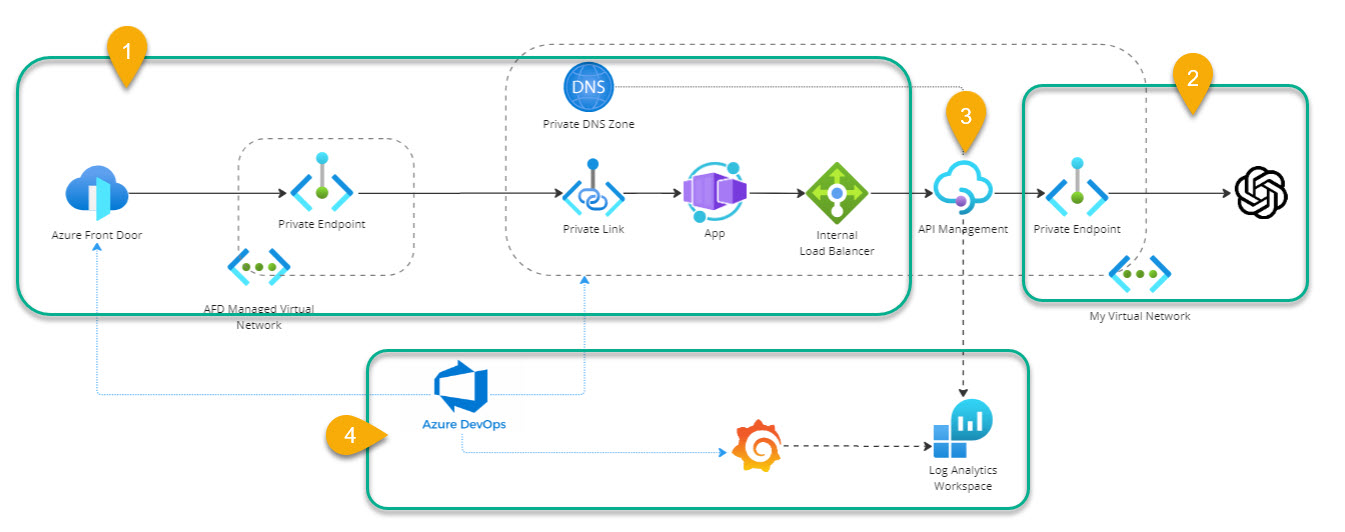 1
2
DNS
Private DNS Zone
3
Azure Front Door
Private Endpoint
Private Link
App
Internal
Load Balancer
API Management
Private Endpoint
AFD Managed Virtual
Network
My Virtual Network
4
Azure DevOps
Log Analytics
Workspace